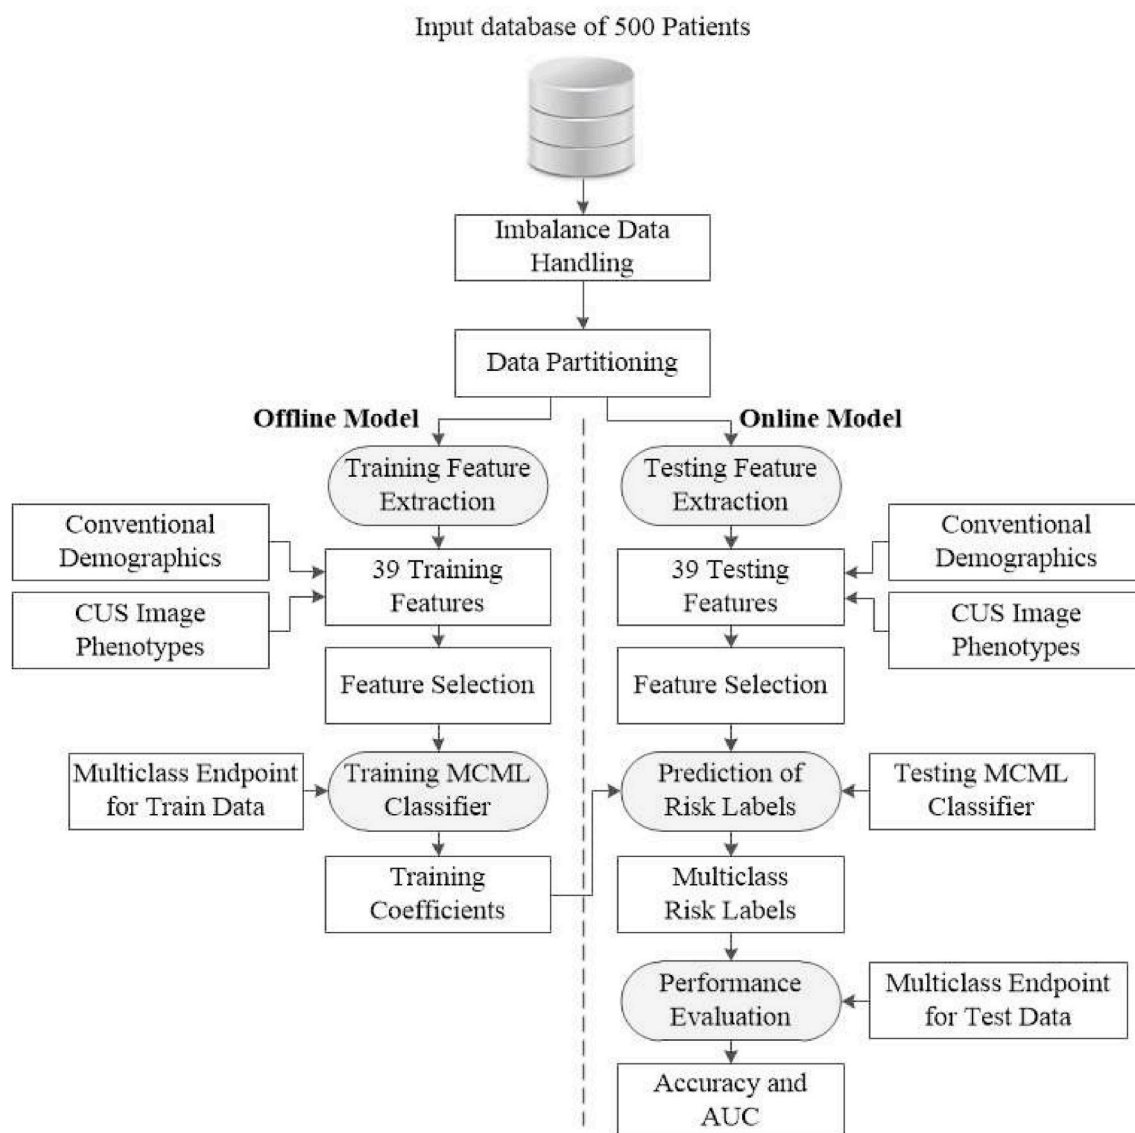 Input database of 500 Patients
Imbalance Data
Handling
Data Partitioning
Offline Model
Online Model
Training Feature
Extraction
Testing Feature
Extraction
Conventional
Demographics
39 Training
Features
39 Testing
Features
Conventional
Demographics
CUS Image
Phenotypes
CUS Image
Phenotypes
Feature Selection
Feature Selection
Multiclass Endpoint
for Train Data
Training MCML
Classifier
Prediction of
Risk Labels
Testing MCML
Classifier
Training
Coefficients
Multiclass
Risk Labels
Performance
Evaluation
Multiclass Endpoint
for Test Data
Accuracy and
AUC